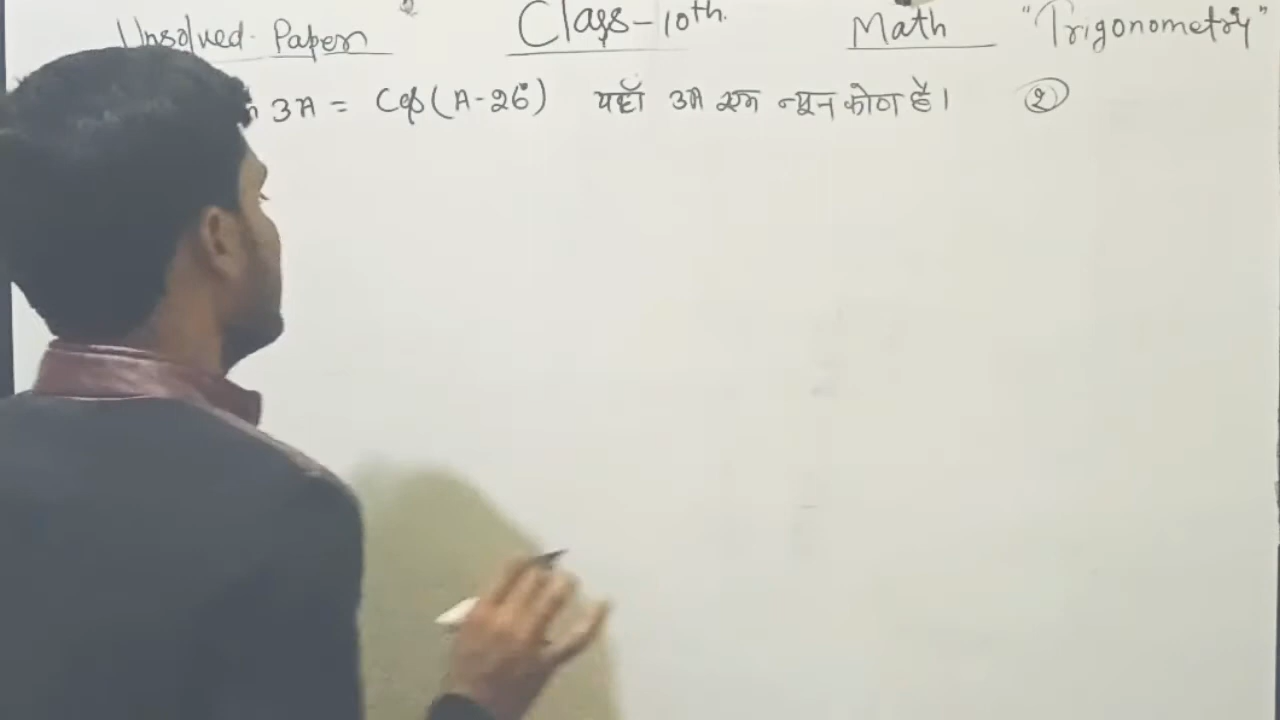 Unsolved Paper Class-10th. Math "Trigonometry"
3A = Cos(A-26°) यहाँ 3A एक न्यून कोण है। ②